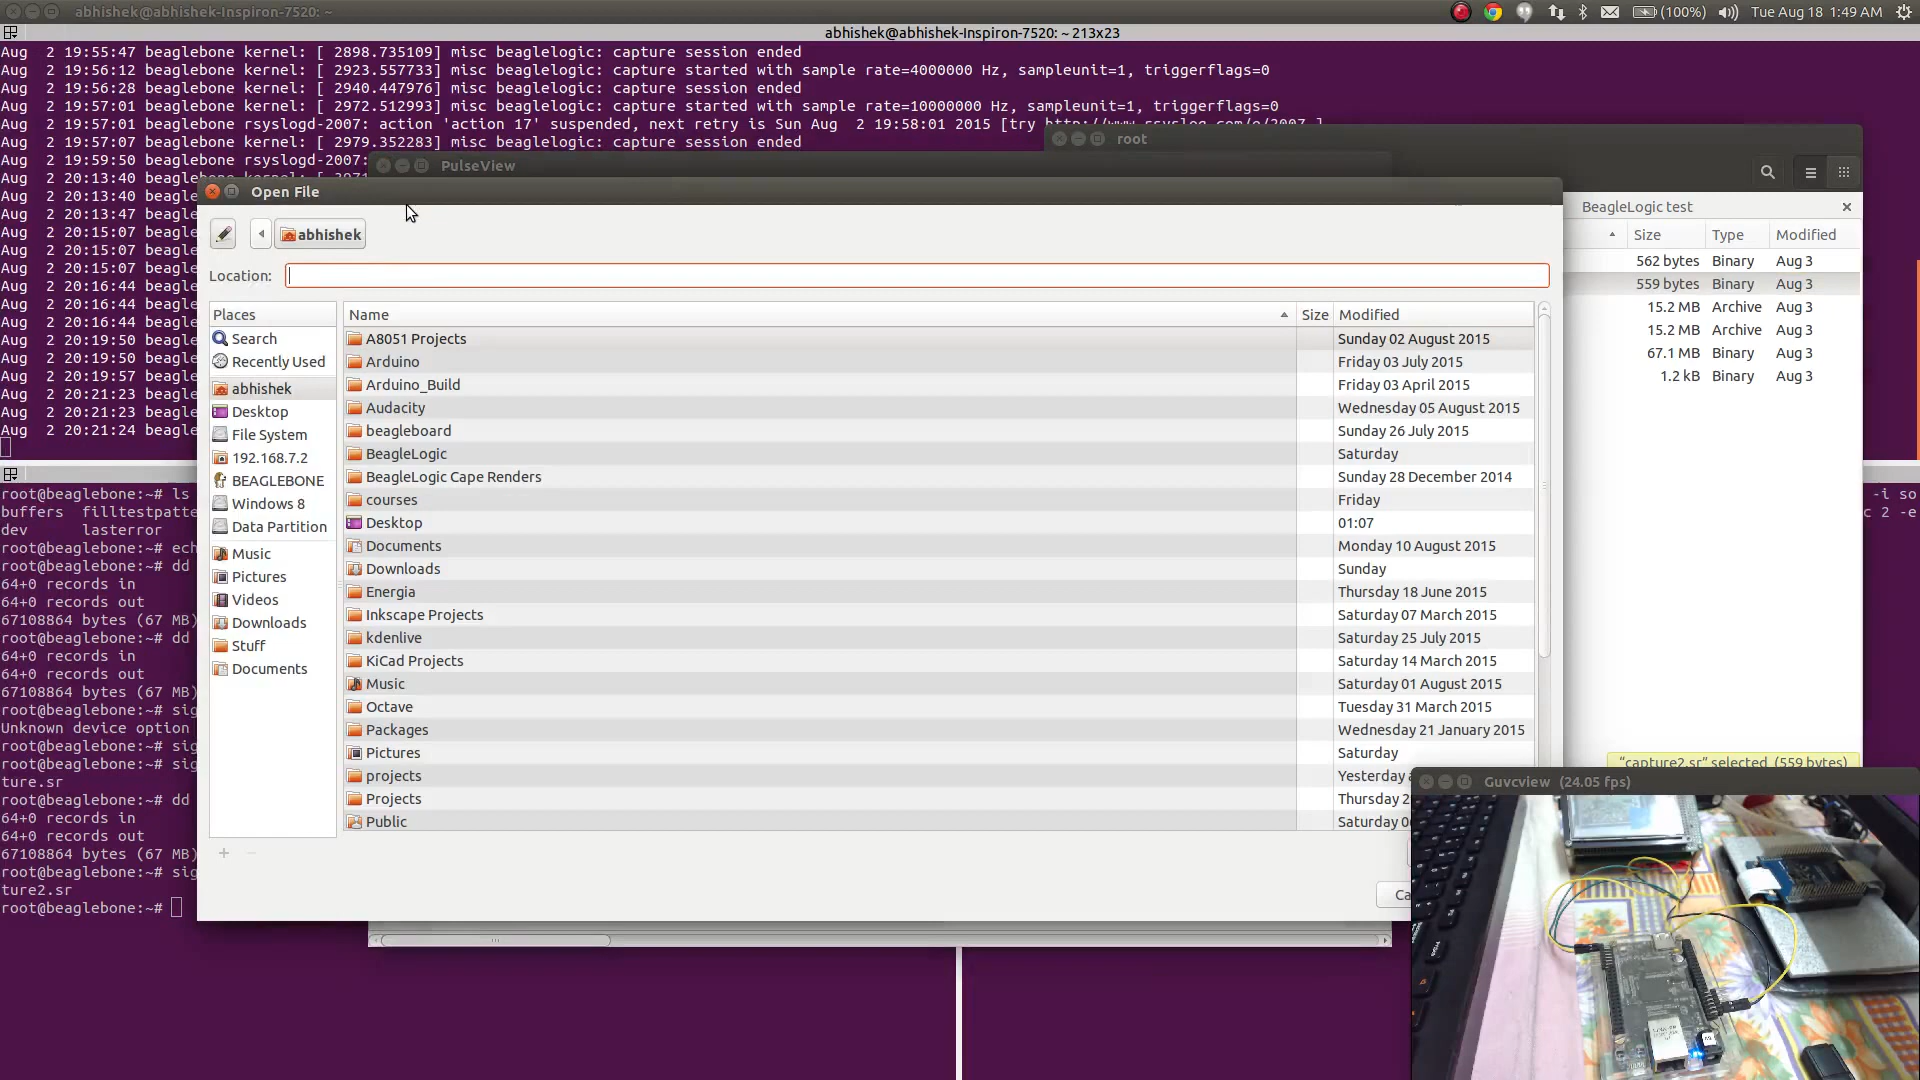 abhishek@abhishek-Inspiron-7520: ~
(100%)
Tue Aug 18 1:49 AM
abhishek@abhishek-Inspiron-7520: ~ 213x23
Aug  2 19:55:47 beaglebone kernel: [ 2898.735109] misc beaglelogic: capture session ended
Aug  2 19:56:12 beaglebone kernel: [ 2923.557733] misc beaglelogic: capture started with sample rate=4000000 Hz, sampleunit=1, triggerflags=0
Aug  2 19:56:28 beaglebone kernel: [ 2940.447976] misc beaglelogic: capture session ended
Aug  2 19:57:01 beaglebone kernel: [ 2972.512993] misc beaglelogic: capture started with sample rate=10000000 Hz, sampleunit=1, triggerflags=0
Aug  2 19:57:01 beaglebone rsyslogd-2007: action 'action 17' suspended, next retry is Sun Aug  2 19:58:01 2015 [try http://www.rsyslog.com/e/2007 ]
Aug  2 19:57:07 beaglebone kernel: [ 2979.352283] misc beaglelogic: capture session ended
Aug  2 19:59:50 beaglebone rsyslogd-2007:
Aug  2 20:13:40 beaglebone kernel: [
Aug  2 20:13:40 beagle
Aug  2 20:13:47 beagle
Aug  2 20:15:07 beagle
Aug  2 20:15:07 beagle
Aug  2 20:15:07 beagle
Aug  2 20:16:44 beagle
Aug  2 20:16:44 beagle
Aug  2 20:19:50 beagle
Aug  2 20:19:50 beagle
Aug  2 20:19:57 beagle
Aug  2 20:21:23 beagle
Aug  2 20:21:23 beagle
Aug  2 20:21:24 beagle
root@beaglebone:~# ls
buffers  filltestpatte
dev      lasterror
root@beaglebone:~# ech
root@beaglebone:~# dd
64+0 records in
64+0 records out
67108864 bytes (67 MB)
root@beaglebone:~# dd
64+0 records in
64+0 records out
67108864 bytes (67 MB)
root@beaglebone:~# sig
Unknown device option
root@beaglebone:~# sig
root@beaglebone:~# sig
ture.sr
root@beaglebone:~# dd
64+0 records in
64+0 records out
67108864 bytes (67 MB)
root@beaglebone:~# sig
ture2.sr
root@beaglebone:~#
-i so
c 2 -e
PulseView
Open File
abhishek
Location:
Places
Search
Recently Used
abhishek
Desktop
File System
192.168.7.2
BEAGLEBONE
Windows 8
Data Partition
Music
Pictures
Videos
Downloads
Stuff
Documents
Name Size Modified
A8051 Projects Sunday 02 August 2015
Arduino Friday 03 July 2015
Arduino_Build Friday 03 April 2015
Audacity Wednesday 05 August 2015
beagleboard Sunday 26 July 2015
BeagleLogic Saturday
BeagleLogic Cape Renders Sunday 28 December 2014
courses Friday
Desktop 01:07
Documents Monday 10 August 2015
Downloads Sunday
Energia Thursday 18 June 2015
Inkscape Projects Saturday 07 March 2015
kdenlive Saturday 25 July 2015
KiCad Projects Saturday 14 March 2015
Music Saturday 01 August 2015
Octave Tuesday 31 March 2015
Packages Wednesday 21 January 2015
Pictures Saturday
projects Yesterday a
Projects Thursday 2
Public Saturday 0
Ca
root
BeagleLogic test
Size Type Modified
562 bytes Binary Aug 3
559 bytes Binary Aug 3
15.2 MB Archive Aug 3
15.2 MB Archive Aug 3
67.1 MB Binary Aug 3
1.2 kB Binary Aug 3
“capture2.sr” selected (559 bytes)
Guvcview (24.05 fps)